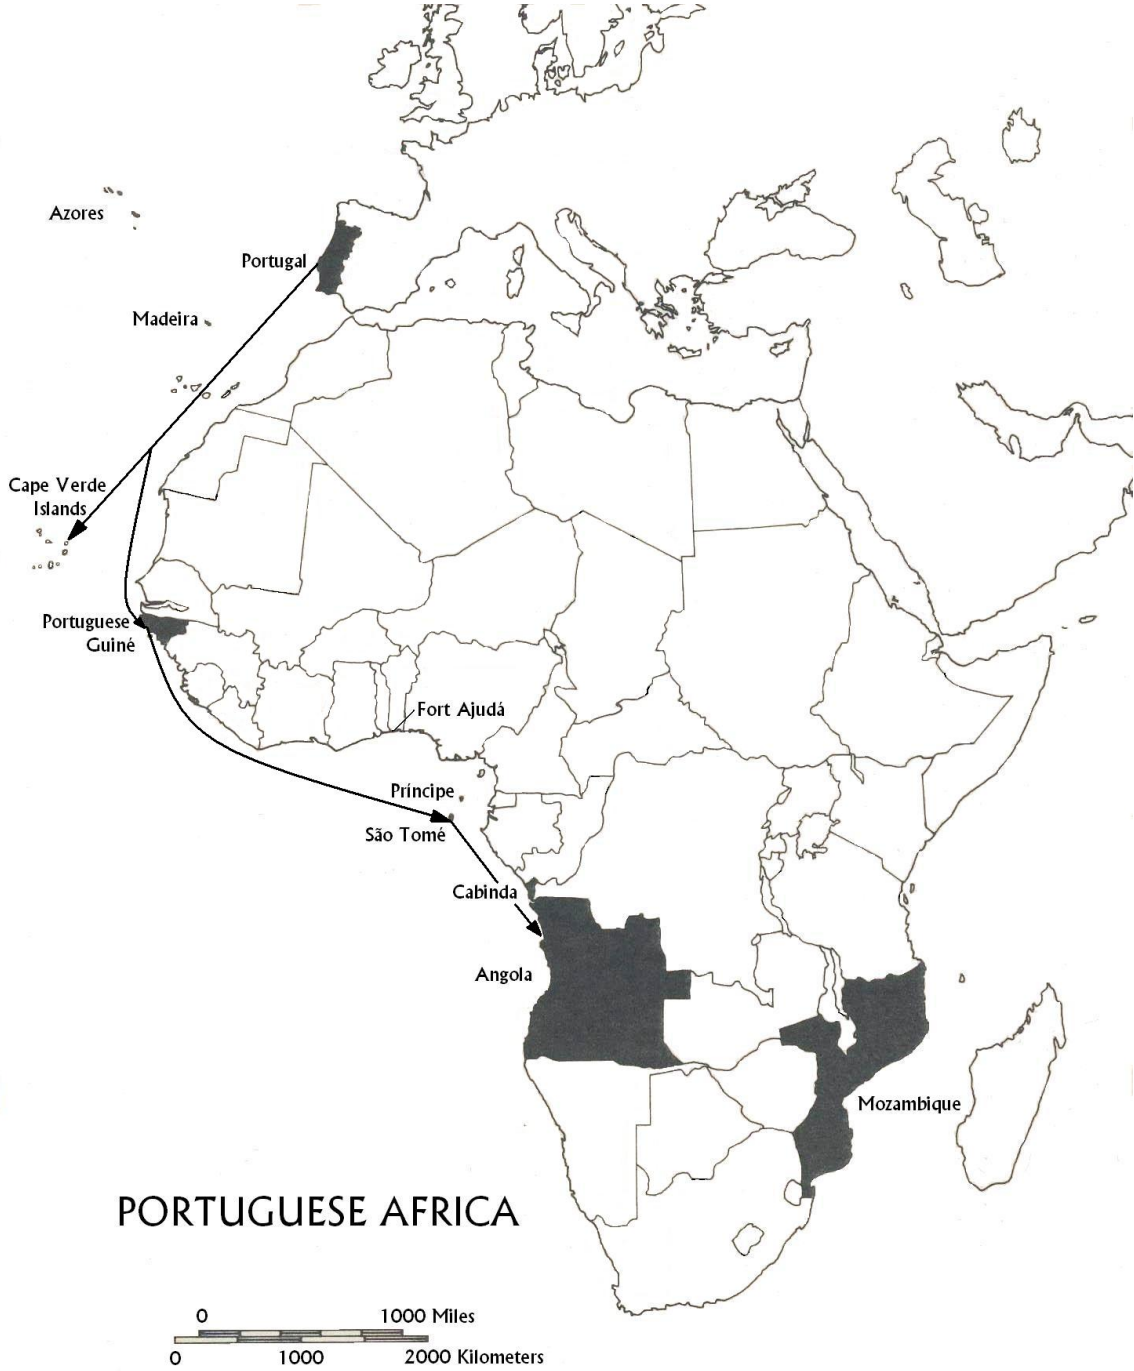 Azores
Portugal
Madeira
Cape Verde
Islands
Portuguese
Guiné
Fort Ajudá
Príncipe
São Tomé
Cabinda
Angola
Mozambique
PORTUGUESE AFRICA
0 1000 Miles
0 1000 2000 Kilometers